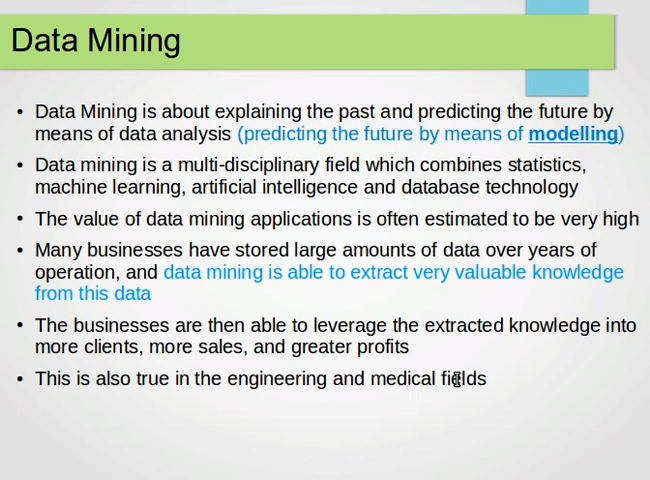 Data Mining
• Data Mining is about explaining the past and predicting the future by
means of data analysis (predicting the future by means of modelling)
• Data mining is a multi-disciplinary field which combines statistics,
machine learning, artificial intelligence and database technology
• The value of data mining applications is often estimated to be very high
• Many businesses have stored large amounts of data over years of
operation, and data mining is able to extract very valuable knowledge
from this data
• The businesses are then able to leverage the extracted knowledge into
more clients, more sales, and greater profits
• This is also true in the engineering and medical fields